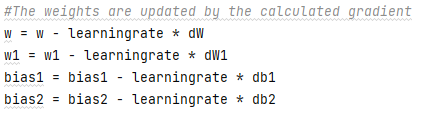 #The weights are updated by the calculated gradient
w = w - learningrate * dW
w1 = w1 - learningrate * dW1
bias1 = bias1 - learningrate * db1
bias2 = bias2 - learningrate * db2